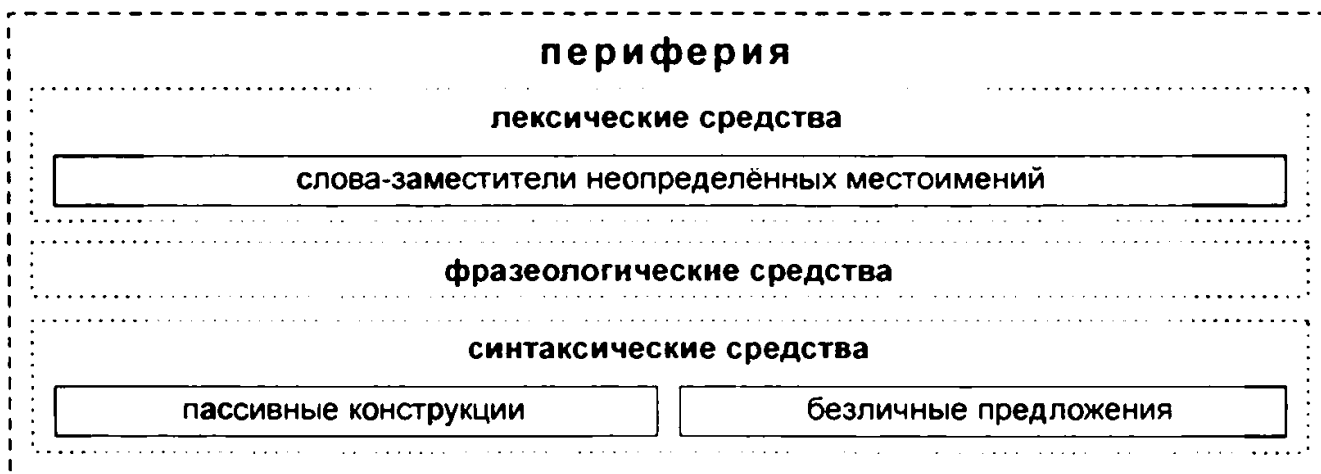 периферия
лексические средства
слова-заместители неопределённых местоимений
фразеологические средства
синтаксические средства
пассивные конструкции
безличные предложения